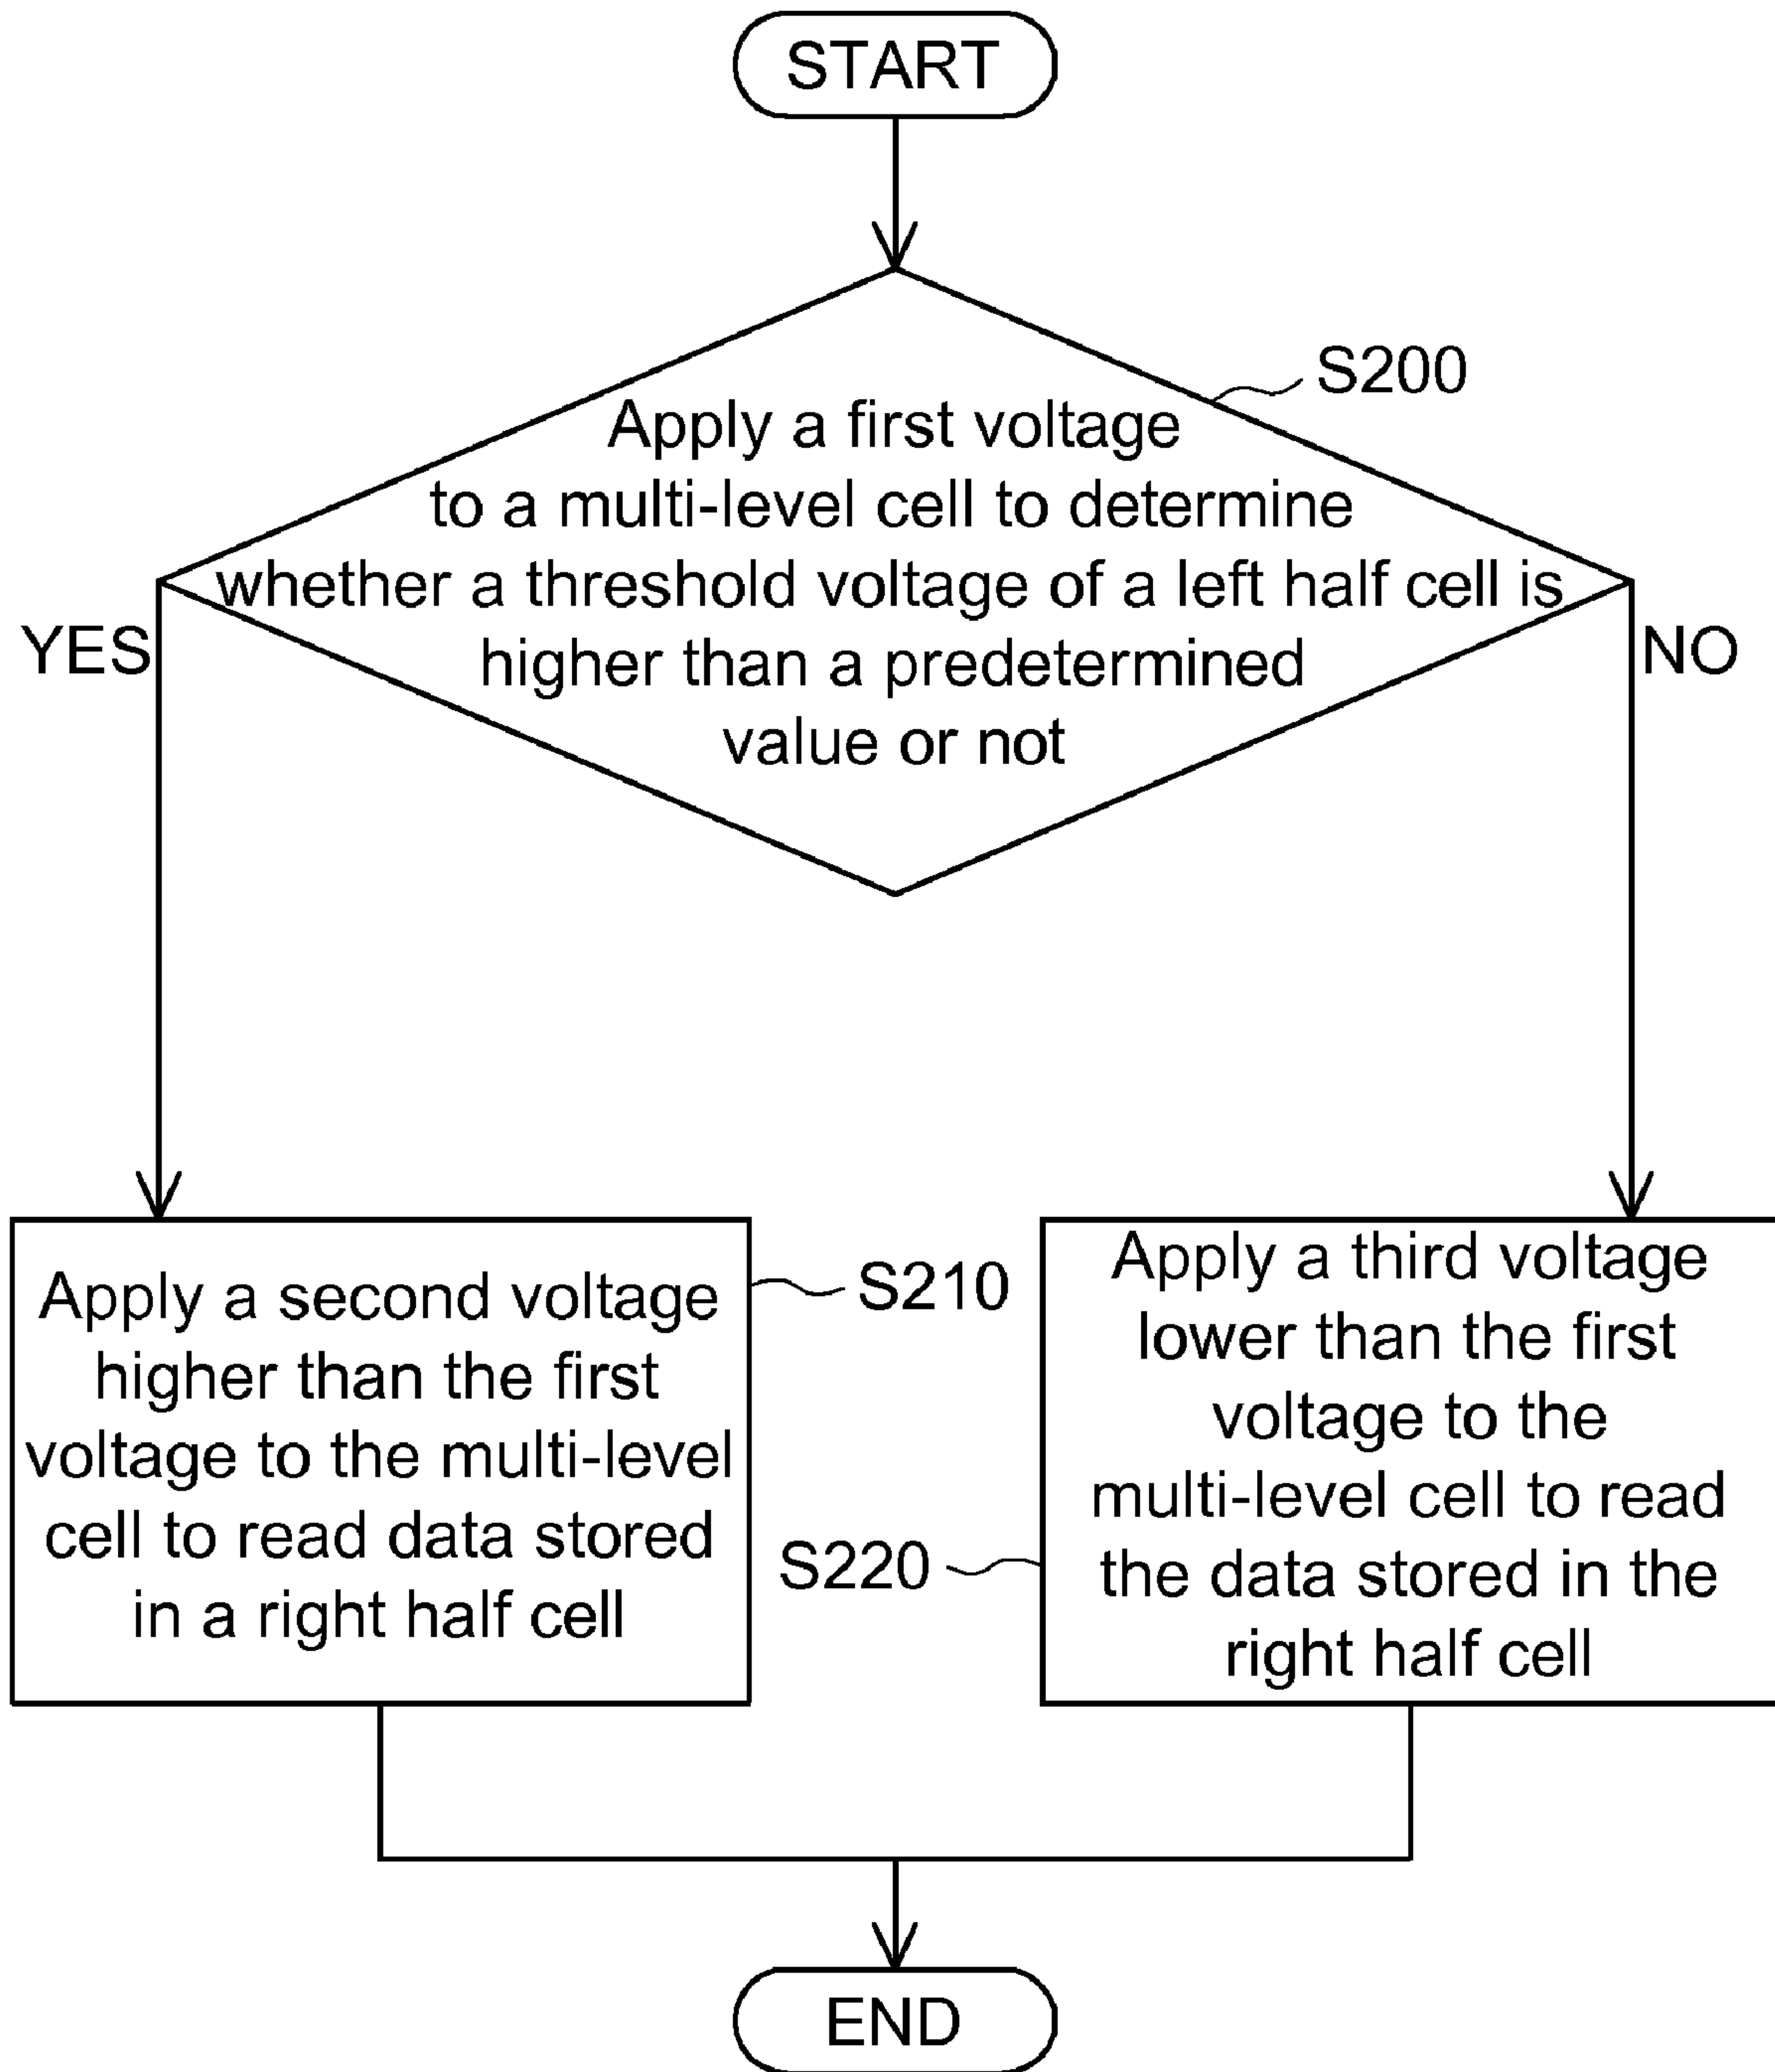 START
S200
Apply a first voltage
to a multi-level cell to determine
whether a threshold voltage of a left half cell is
higher than a predetermined
value or not
YES
NO
Apply a second voltage
higher than the first
voltage to the multi-level
cell to read data stored
in a right half cell
S210
Apply a third voltage
lower than the first
voltage to the
multi-level cell to read
the data stored in the
right half cell
S220
END